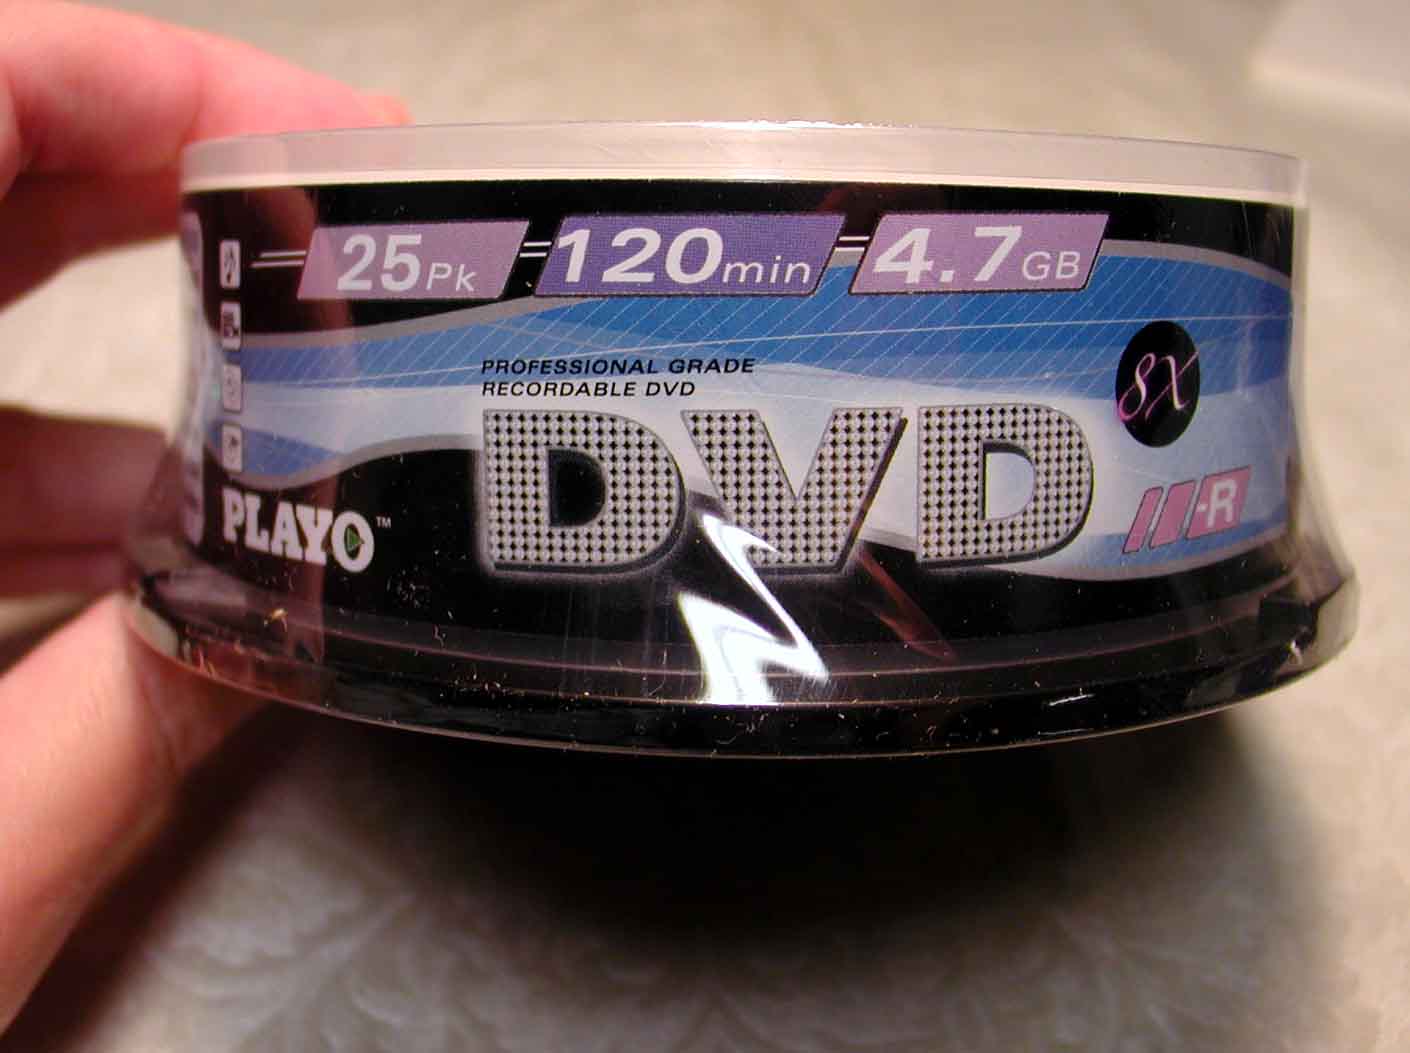 25Pk 120min 4.7GB
PROFESSIONAL GRADE
RECORDABLE DVD
8X
DVD
-R
PLAYO™